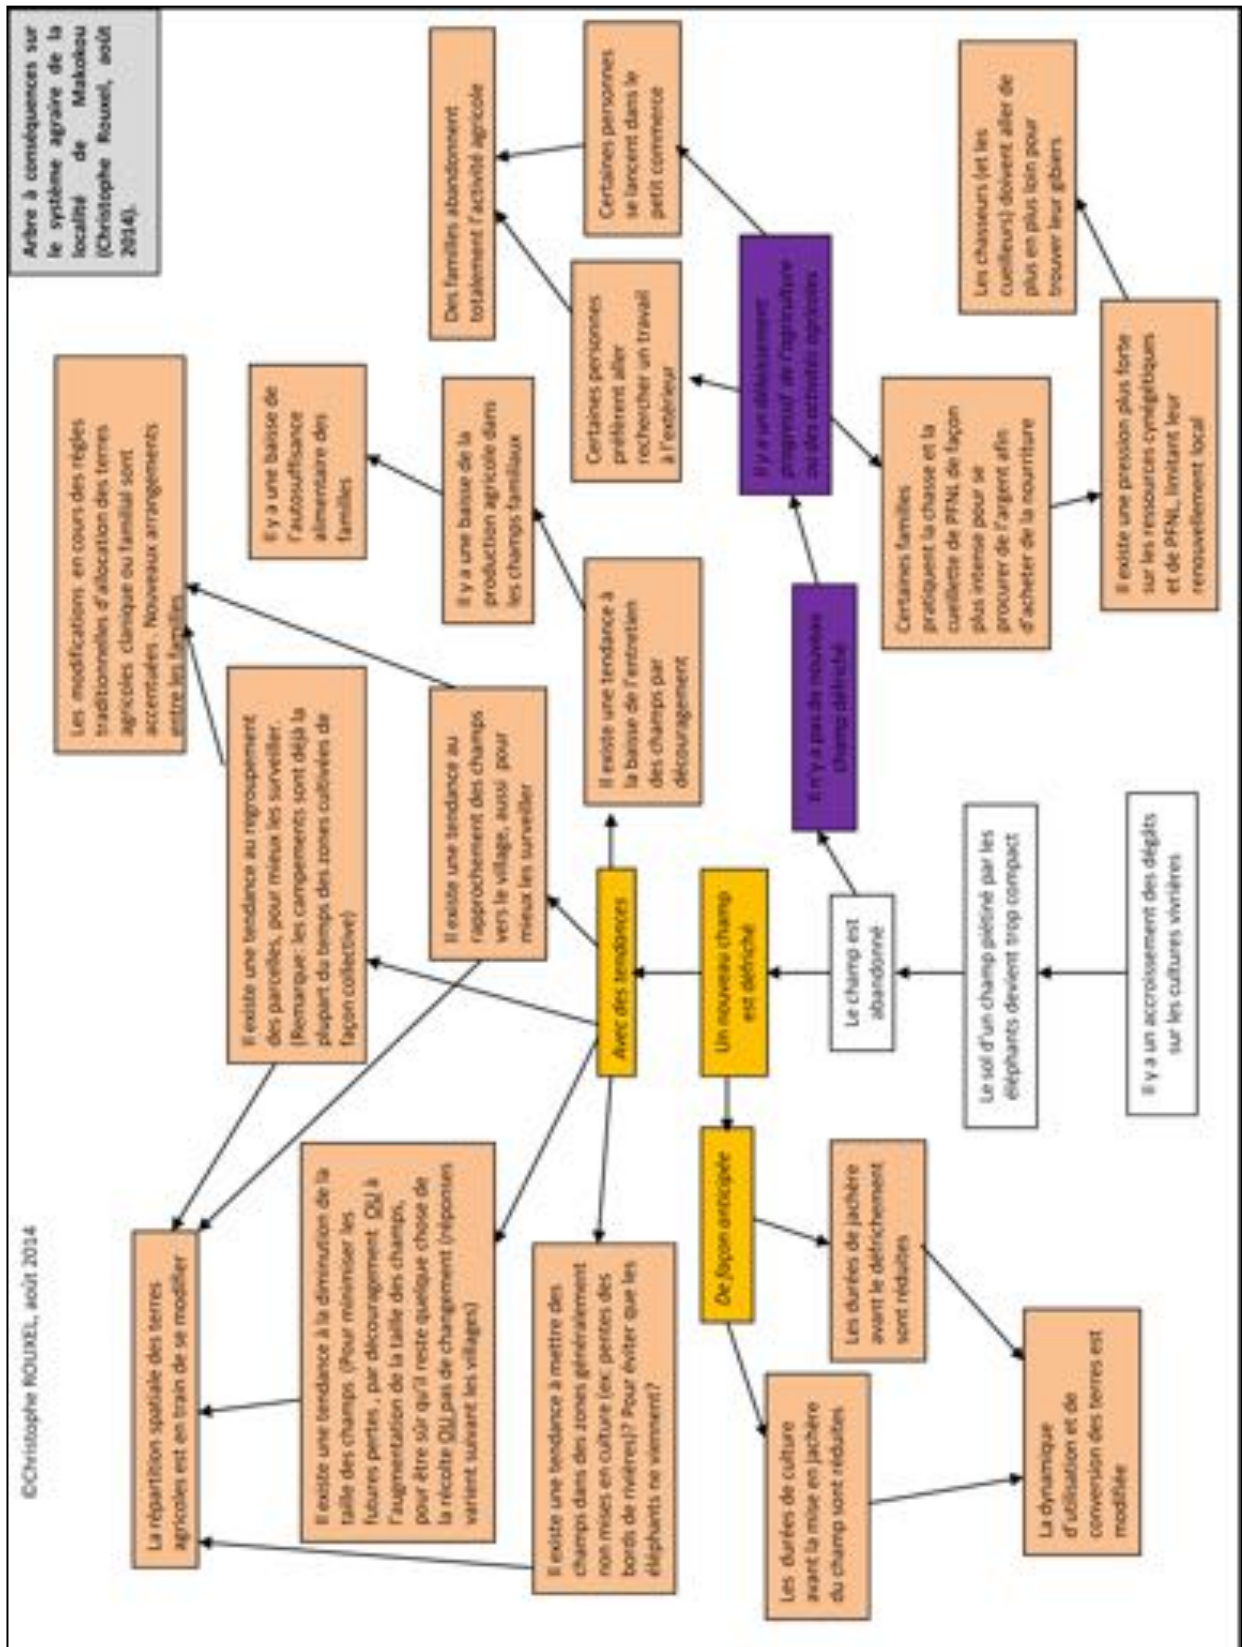 ©Christophe ROUXEL, août 2014
Arbre à conséquences sur
le système agraire de la
localité de Makokou
(Christophe Rouxel, août
2014).
La répartition spatiale des terres
agricoles est en train de se modifier
Les modifications en cours des règles
traditionnelles d'allocation des terres
agricoles clanique ou familial sont
accentuées. Nouveaux arrangements
entre les familles
Il existe une tendance au regroupement
des parcelles, pour mieux les surveiller.
(Remarque: les campements sont déjà la
plupart du temps des zones cultivées de
façon collective)
Il y a une baisse de
l'autosuffisance
alimentaire des
familles
Il existe une tendance à la diminution de la
taille des champs (Pour minimiser les
futures pertes , par découragement OU à
l'augmentation de la taille des champs,
pour être sûr qu'il reste quelque chose de
la récolte OU pas de changement (réponses
varient suivant les villages)
Il existe une tendance au
rapprochement des champs
vers le village, aussi pour
mieux les surveiller
Il y a une baisse de la
production agricole dans
les champs familiaux
Des familles abandonnent
totalement l'activité agricole
Il existe une tendance à mettre des
champs dans des zones généralement
non mises en culture (ex: pentes des
bords de rivières)? Pour éviter que les
éléphants ne viennent?
Avec des tendances
Il existe une tendance à
la baisse de l'entretien
des champs par
découragement
Certaines personnes
préfèrent aller
rechercher un travail
à l'extérieur
Certaines personnes
se lancent dans le
petit commerce
De façon anticipée
Un nouveau champ
est défriché
Il n'y a pas de nouveau
champ défriché
Il y a un délaissement
progressif de l'agriculture
ou des activités agricoles
Les durées de culture
avant la mise en jachère
du champ sont réduites
Les durées de jachère
avant le défrichement
sont réduites
Le champ est
abandonné
Certaines familles
pratiquent la chasse et la
cueillette de PFNL de façon
plus intense pour se
procurer de l'argent afin
d'acheter de la nourriture
Les chasseurs (et les
cueilleurs) doivent aller de
plus en plus loin pour
trouver leur gibiers
La dynamique
d'utilisation et de
conversion des terres est
modifiée
Le sol d'un champ piétiné par les
éléphants devient trop compact
Il existe une pression plus forte
sur les ressources cynégétiques
et de PFNL, limitant leur
renouvellement local
Il y a un accroissement des dégâts
sur les cultures vivrières